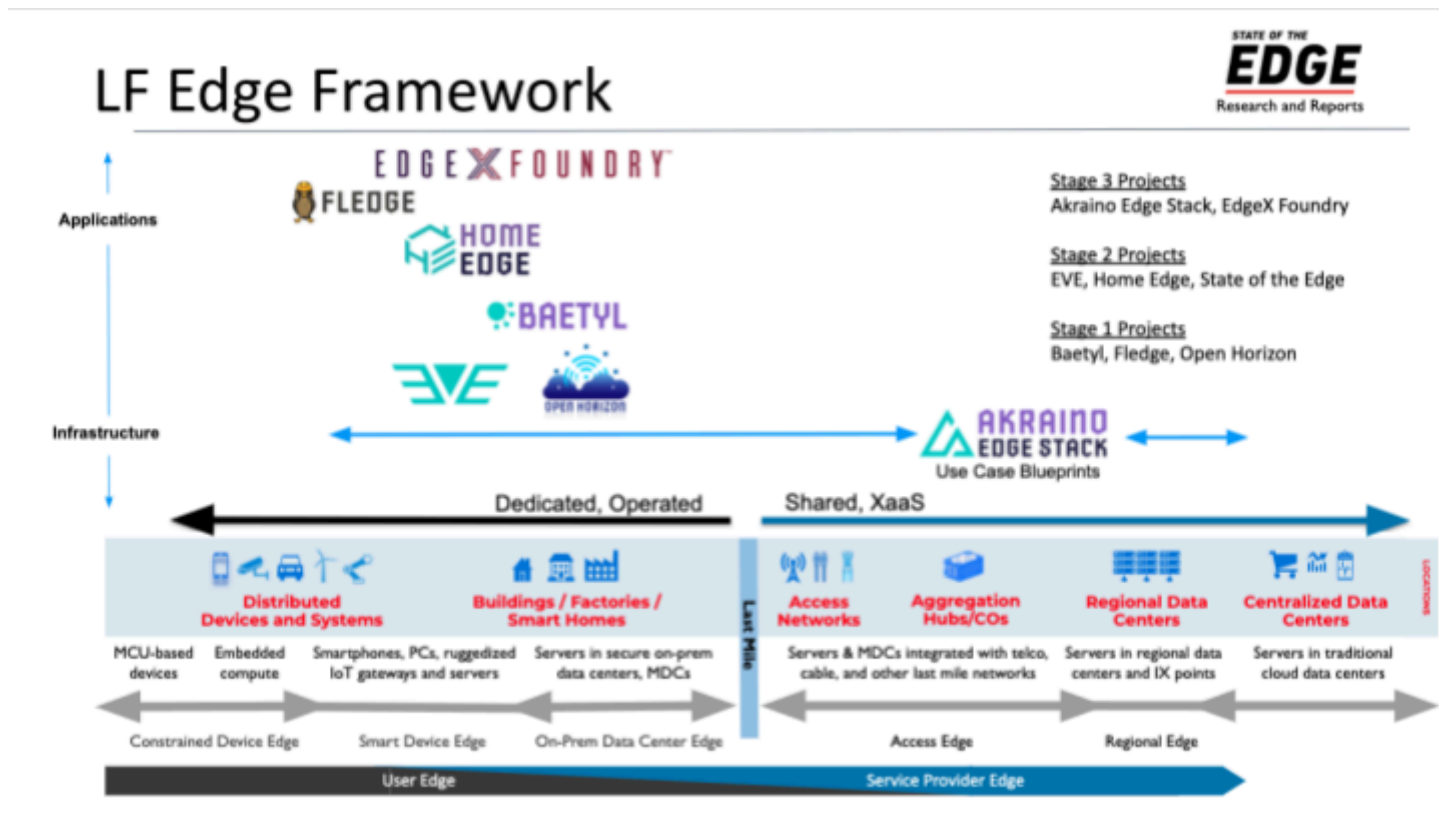 LF Edge Framework
STATE OF THE
EDGE
Research and Reports
EDGE X FOUNDRY™
FLEDGE
HOME
EDGE
BAETYL
EVE
OPEN HORIZON
AKRAINO
EDGE STACK
Use Case Blueprints
Applications
Infrastructure
Stage 3 Projects
Akraino Edge Stack, EdgeX Foundry
Stage 2 Projects
EVE, Home Edge, State of the Edge
Stage 1 Projects
Baetyl, Fledge, Open Horizon
Dedicated, Operated
Shared, XaaS
Distributed
Devices and Systems
Buildings / Factories /
Smart Homes
Last Mile
Access
Networks
Aggregation
Hubs/COs
Regional Data
Centers
Centralized Data
Centers
LOCATIONS
MCU-based
devices
Embedded
compute
Smartphones, PCs, ruggedized
IoT gateways and servers
Servers in secure on-prem
data centers, MDCs
Servers & MDCs integrated with telco,
cable, and other last mile networks
Servers in regional data
centers and IX points
Servers in traditional
cloud data centers
Constrained Device Edge
Smart Device Edge
On-Prem Data Center Edge
Access Edge
Regional Edge
User Edge
Service Provider Edge